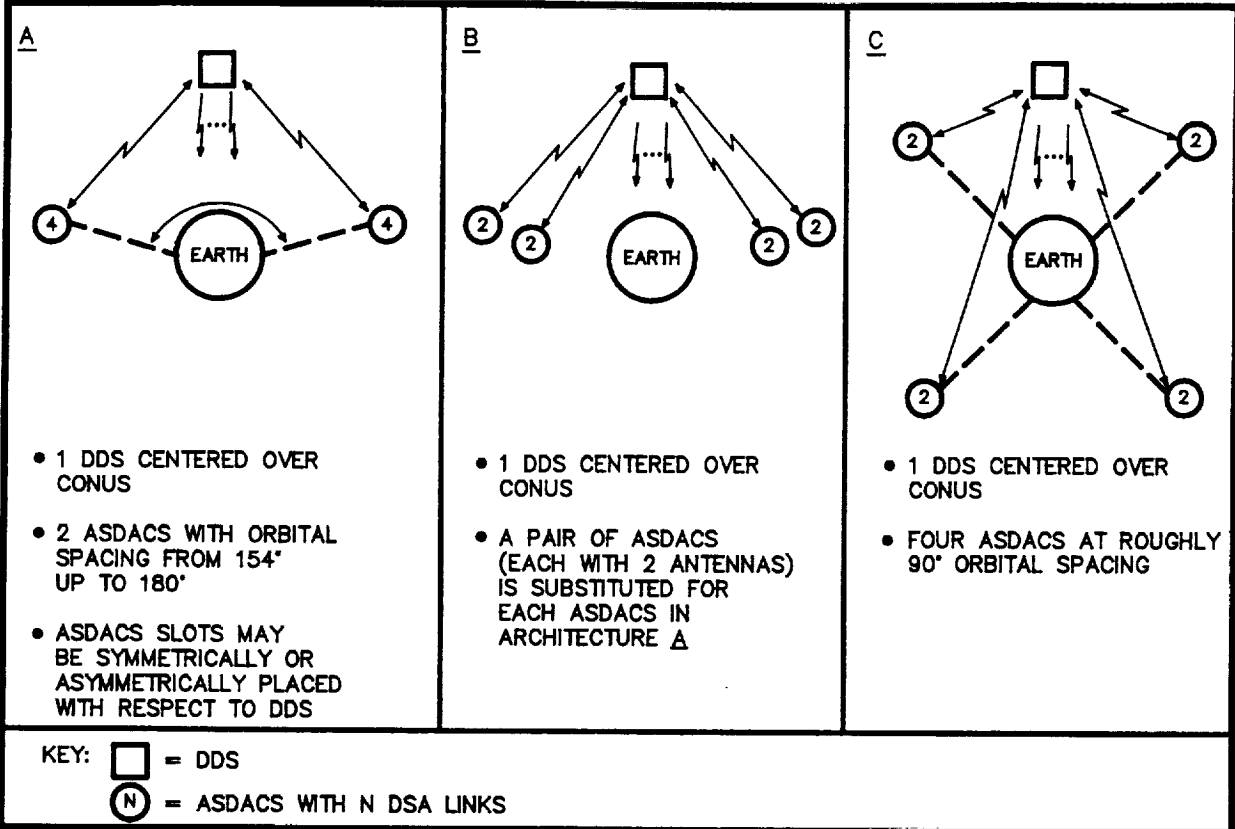 A
4
4
EARTH
• 1 DDS CENTERED OVER
CONUS
• 2 ASDACS WITH ORBITAL
SPACING FROM 154°
UP TO 180°
• ASDACS SLOTS MAY
BE SYMMETRICALLY OR
ASYMMETRICALLY PLACED
WITH RESPECT TO DDS
B
2
2
2
2
EARTH
• 1 DDS CENTERED OVER
CONUS
• A PAIR OF ASDACS
(EACH WITH 2 ANTENNAS)
IS SUBSTITUTED FOR
EACH ASDACS IN
ARCHITECTURE A
C
2
2
EARTH
2
2
• 1 DDS CENTERED OVER
CONUS
• FOUR ASDACS AT ROUGHLY
90° ORBITAL SPACING
KEY: = DDS
N = ASDACS WITH N DSA LINKS